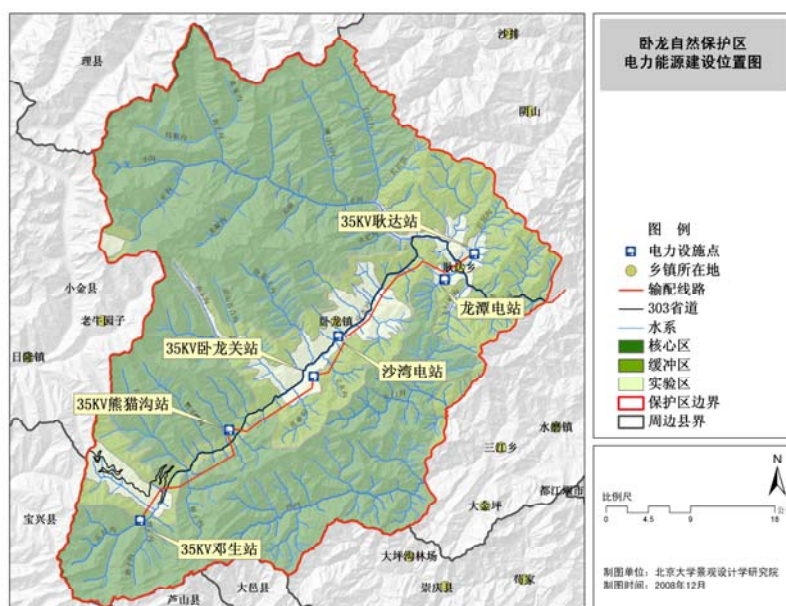 卧龙自然保护区
电力能源建设位置图
图 例
电力设施点
乡镇所在地
输配线路
303省道
水系
核心区
缓冲区
实验区
保护区边界
周边县界
N
比例尺
0 4.5 9 18 公
制图单位：北京大学景观设计学研究院
制图时间：2008年12月
理县
沙排
阴山
35KV耿达站
耿达乡
龙潭电站
小金县
老牛园子
日隆镇
卧龙镇
35KV卧龙关站
沙湾电站
35KV熊猫沟站
水磨镇
三江乡
都江堰市
大金坪
宝兴县
35KV邓生站
大坪沟林场
大邑县
崇庆县
苟家
芦山县